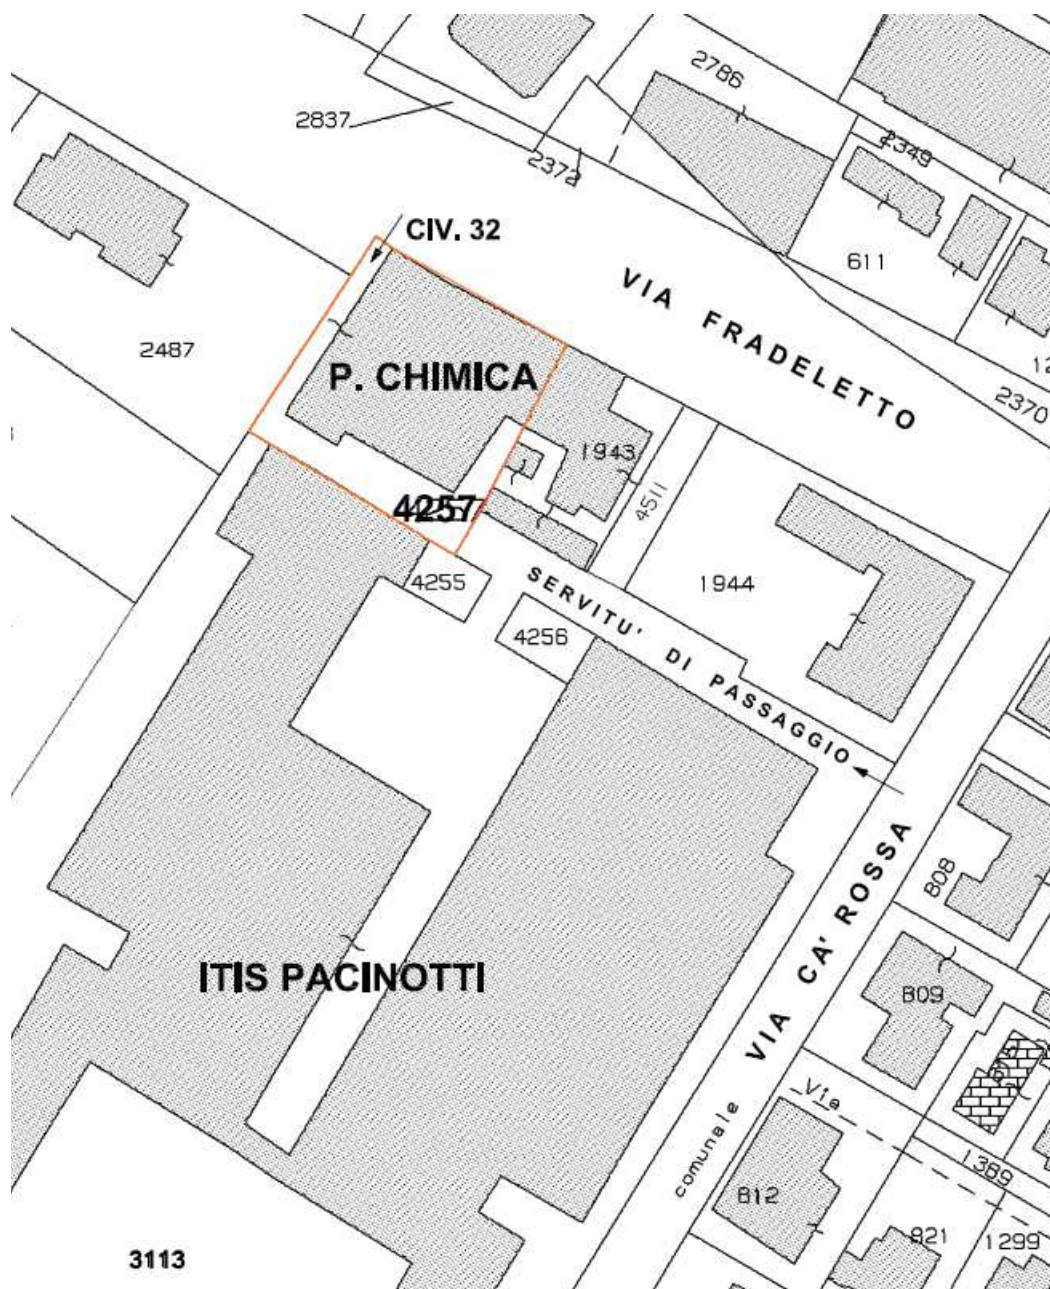 2786
2837
2349
2372
CIV. 32
611
VIA FRADELETTO
2487
12
P. CHIMICA
2370
1943
4257
4511
4255
SERVITU' DI PASSAGGIO
1944
4256
808
VIA CA' ROSSA
ITIS PACINOTTI
809
Via
comunale
812
1389
821
1299
3113